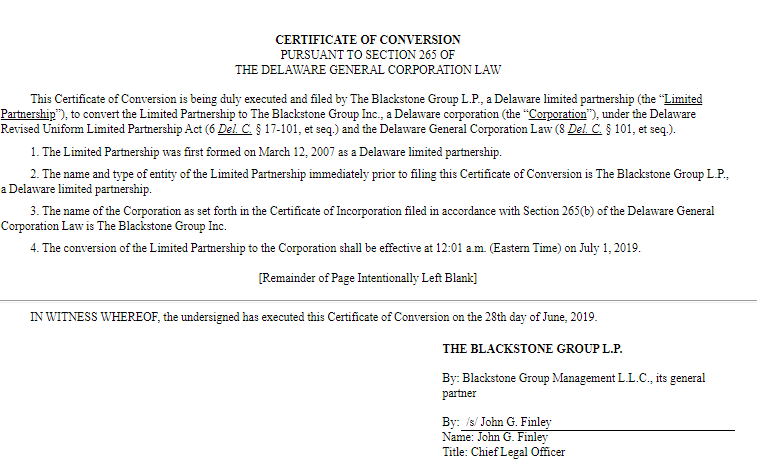 CERTIFICATE OF CONVERSION
PURSUANT TO SECTION 265 OF
THE DELAWARE GENERAL CORPORATION LAW
This Certificate of Conversion is being duly executed and filed by The Blackstone Group L.P., a Delaware limited partnership (the “Limited
Partnership”), to convert the Limited Partnership to The Blackstone Group Inc., a Delaware corporation (the “Corporation”), under the Delaware
Revised Uniform Limited Partnership Act (6 Del. C. § 17-101, et seq.) and the Delaware General Corporation Law (8 Del. C. § 101, et seq.).
1. The Limited Partnership was first formed on March 12, 2007 as a Delaware limited partnership.
2. The name and type of entity of the Limited Partnership immediately prior to filing this Certificate of Conversion is The Blackstone Group L.P.,
a Delaware limited partnership.
3. The name of the Corporation as set forth in the Certificate of Incorporation filed in accordance with Section 265(b) of the Delaware General
Corporation Law is The Blackstone Group Inc.
4. The conversion of the Limited Partnership to the Corporation shall be effective at 12:01 a.m. (Eastern Time) on July 1, 2019.
[Remainder of Page Intentionally Left Blank]
IN WITNESS WHEREOF, the undersigned has executed this Certificate of Conversion on the 28th day of June, 2019.
THE BLACKSTONE GROUP L.P.
By: Blackstone Group Management L.L.C., its general
partner
By: /s/ John G. Finley
Name: John G. Finley
Title: Chief Legal Officer